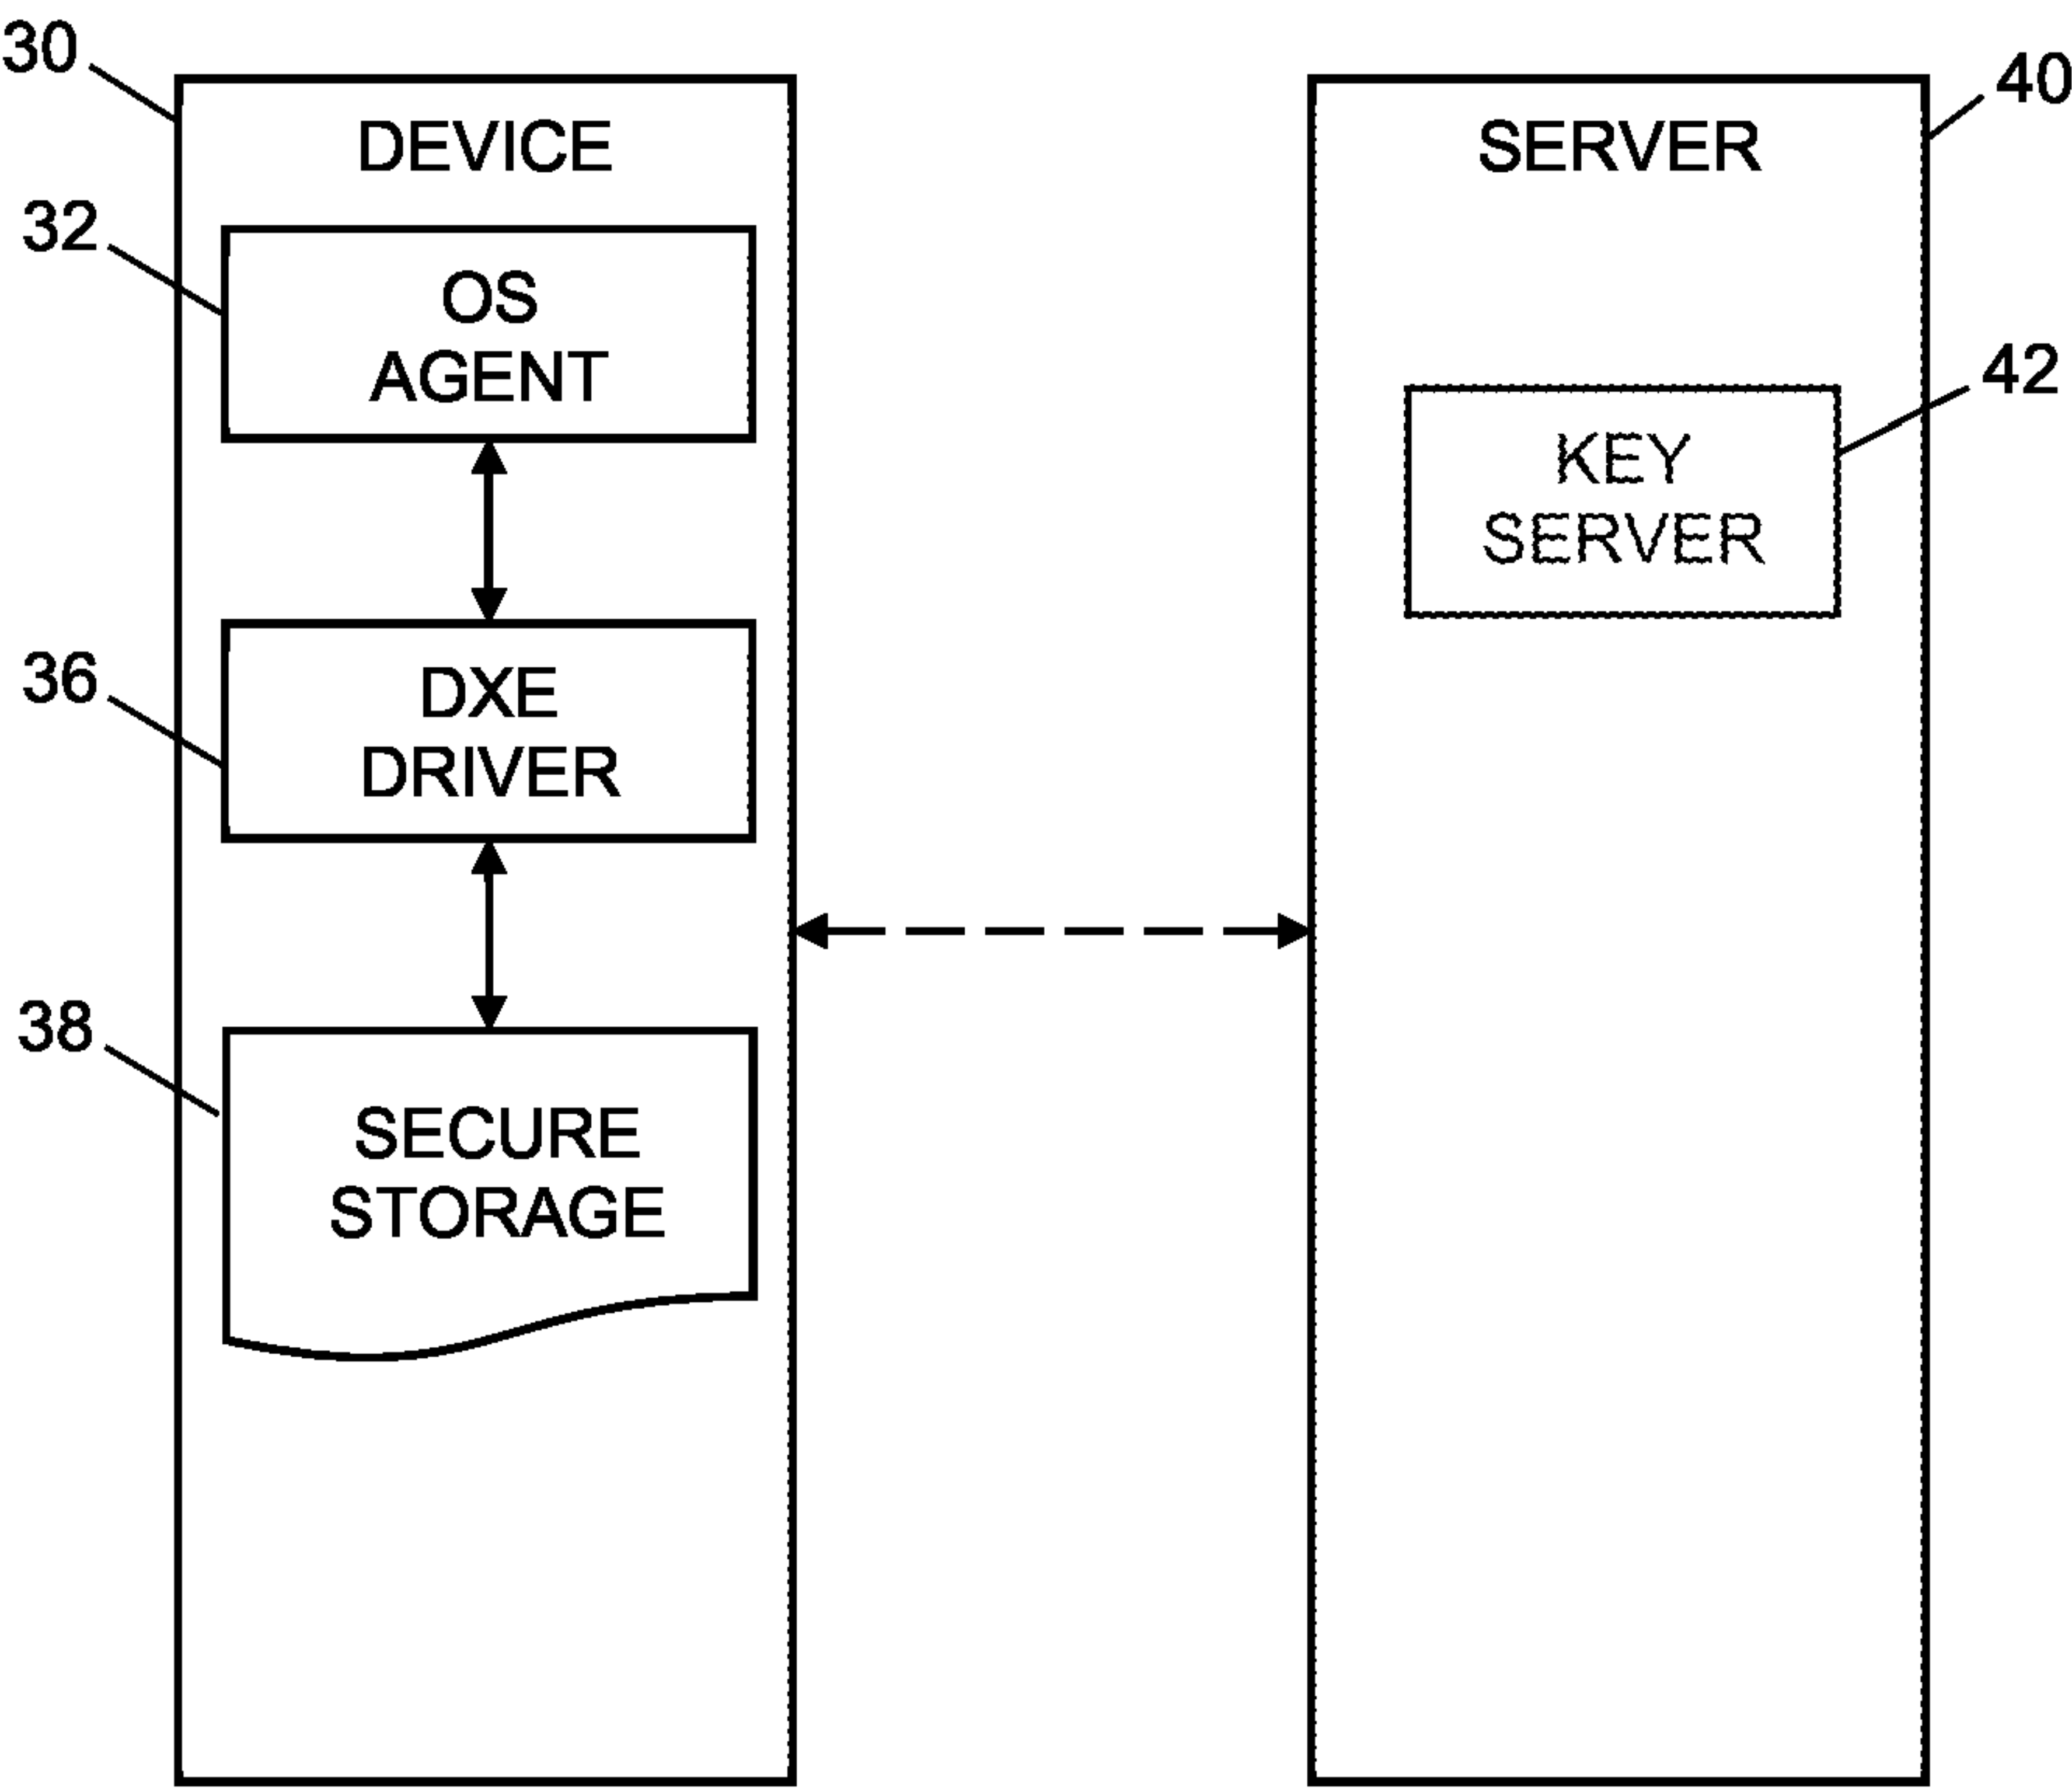 30
DEVICE
32
OS
AGENT
36
DXE
DRIVER
38
SECURE
STORAGE
40
SERVER
42
KEY
SERVER